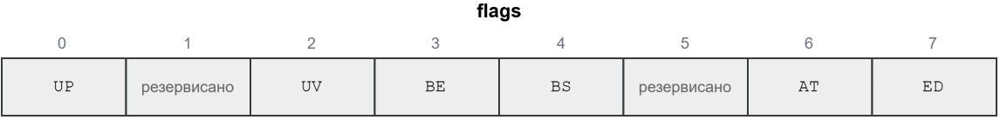 flags
0 1 2 3 4 5 6 7
UP резервисано UV BE BS резервисано AT ED